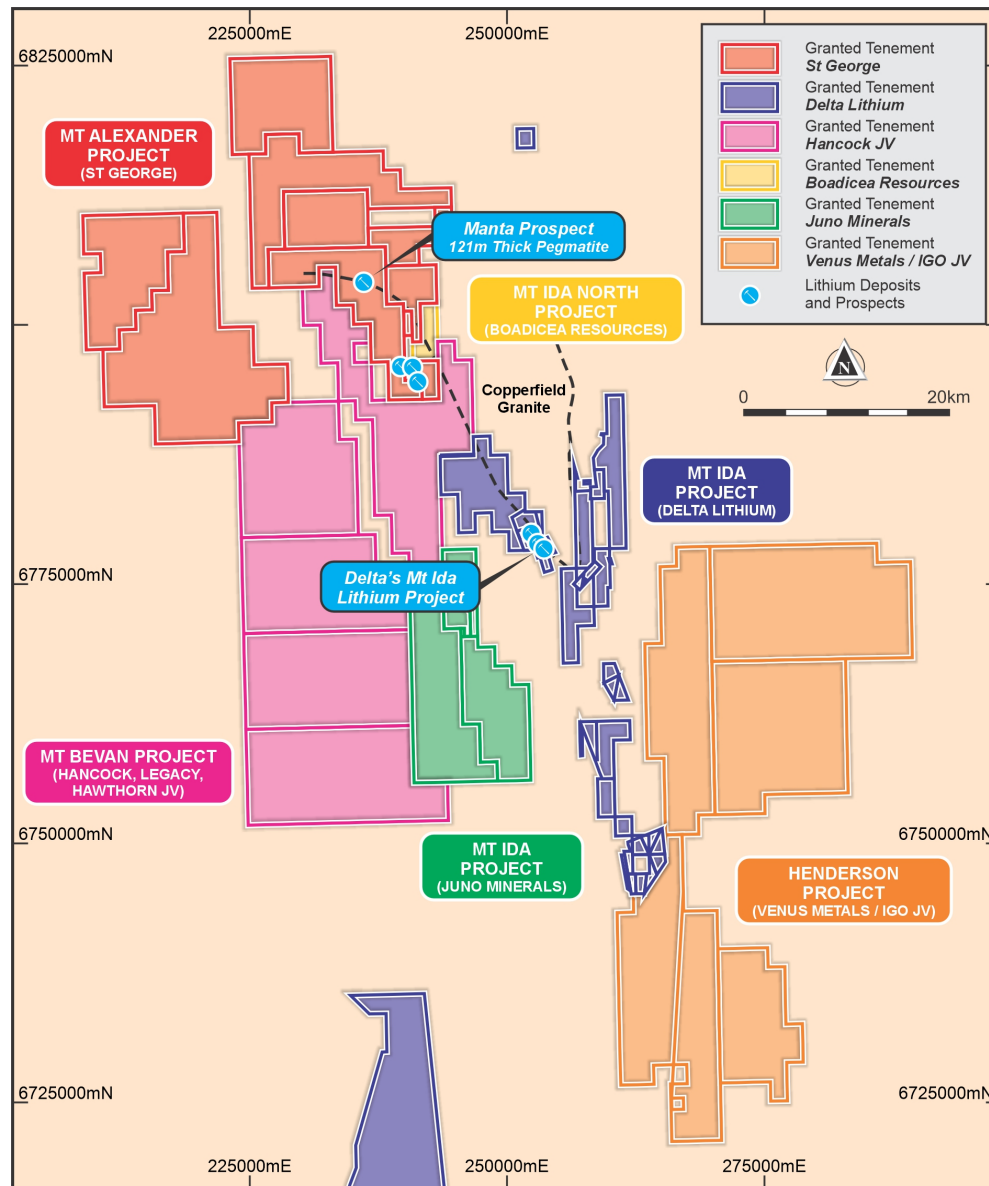 225000mE
250000mE
6825000mN
Granted Tenement
St George
Granted Tenement
Delta Lithium
Granted Tenement
Hancock JV
Granted Tenement
Boadicea Resources
Granted Tenement
Juno Minerals
Granted Tenement
Venus Metals / IGO JV
Lithium Deposits
and Prospects
MT ALEXANDER
PROJECT
(ST GEORGE)
Manta Prospect
121m Thick Pegmatite
MT IDA NORTH
PROJECT
(BOADICEA RESOURCES)
N
0
20km
Copperfield
Granite
MT IDA
PROJECT
(DELTA LITHIUM)
6775000mN
Delta's Mt Ida
Lithium Project
MT BEVAN PROJECT
(HANCOCK, LEGACY,
HAWTHORN JV)
6750000mN
6750000mN
MT IDA
PROJECT
(JUNO MINERALS)
HENDERSON
PROJECT
(VENUS METALS / IGO JV)
6725000mN
6725000mN
225000mE
250000mE
275000mE